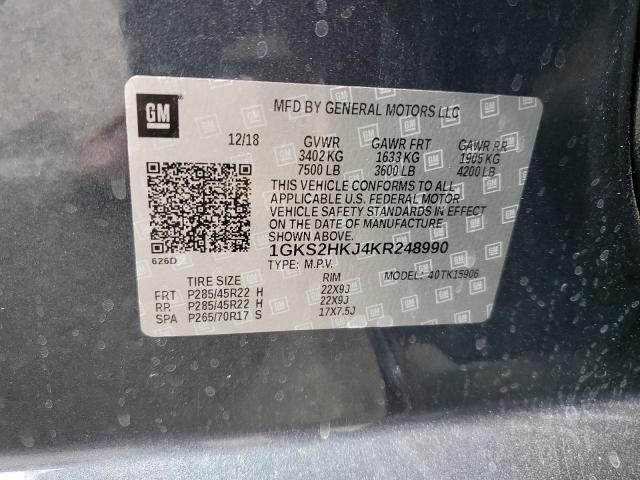 GM
MFD BY GENERAL MOTORS LLC
12/18 GVWR GAWR FRT GAWR RR
3402 KG 1633 KG 1905 KG
7500 LB 3600 LB 4200 LB
THIS VEHICLE CONFORMS TO ALL
APPLICABLE U.S. FEDERAL MOTOR
VEHICLE SAFETY STANDARDS IN EFFECT
ON THE DATE OF MANUFACTURE
SHOWN ABOVE.
626D 1GKS2HKJ4KR248990
TYPE: M.P.V. MODEL: 40TK15906
TIRE SIZE RIM
FRT P285/45R22 H 22X9J
RR P285/45R22 H 22X9J
SPA P265/70R17 S 17X7.5J